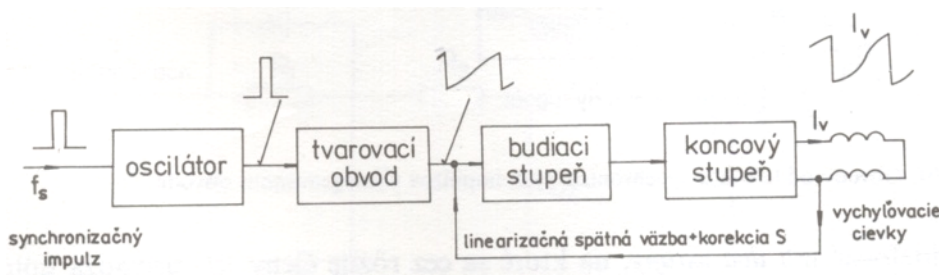 I_v
I_v
oscilátor
tvarovací
obvod
budiaci
stupeň
koncový
stupeň
f_s
synchronizačný
impulz
linearizačná spätná väzba+korekcia S
vychyľovacie
cievky